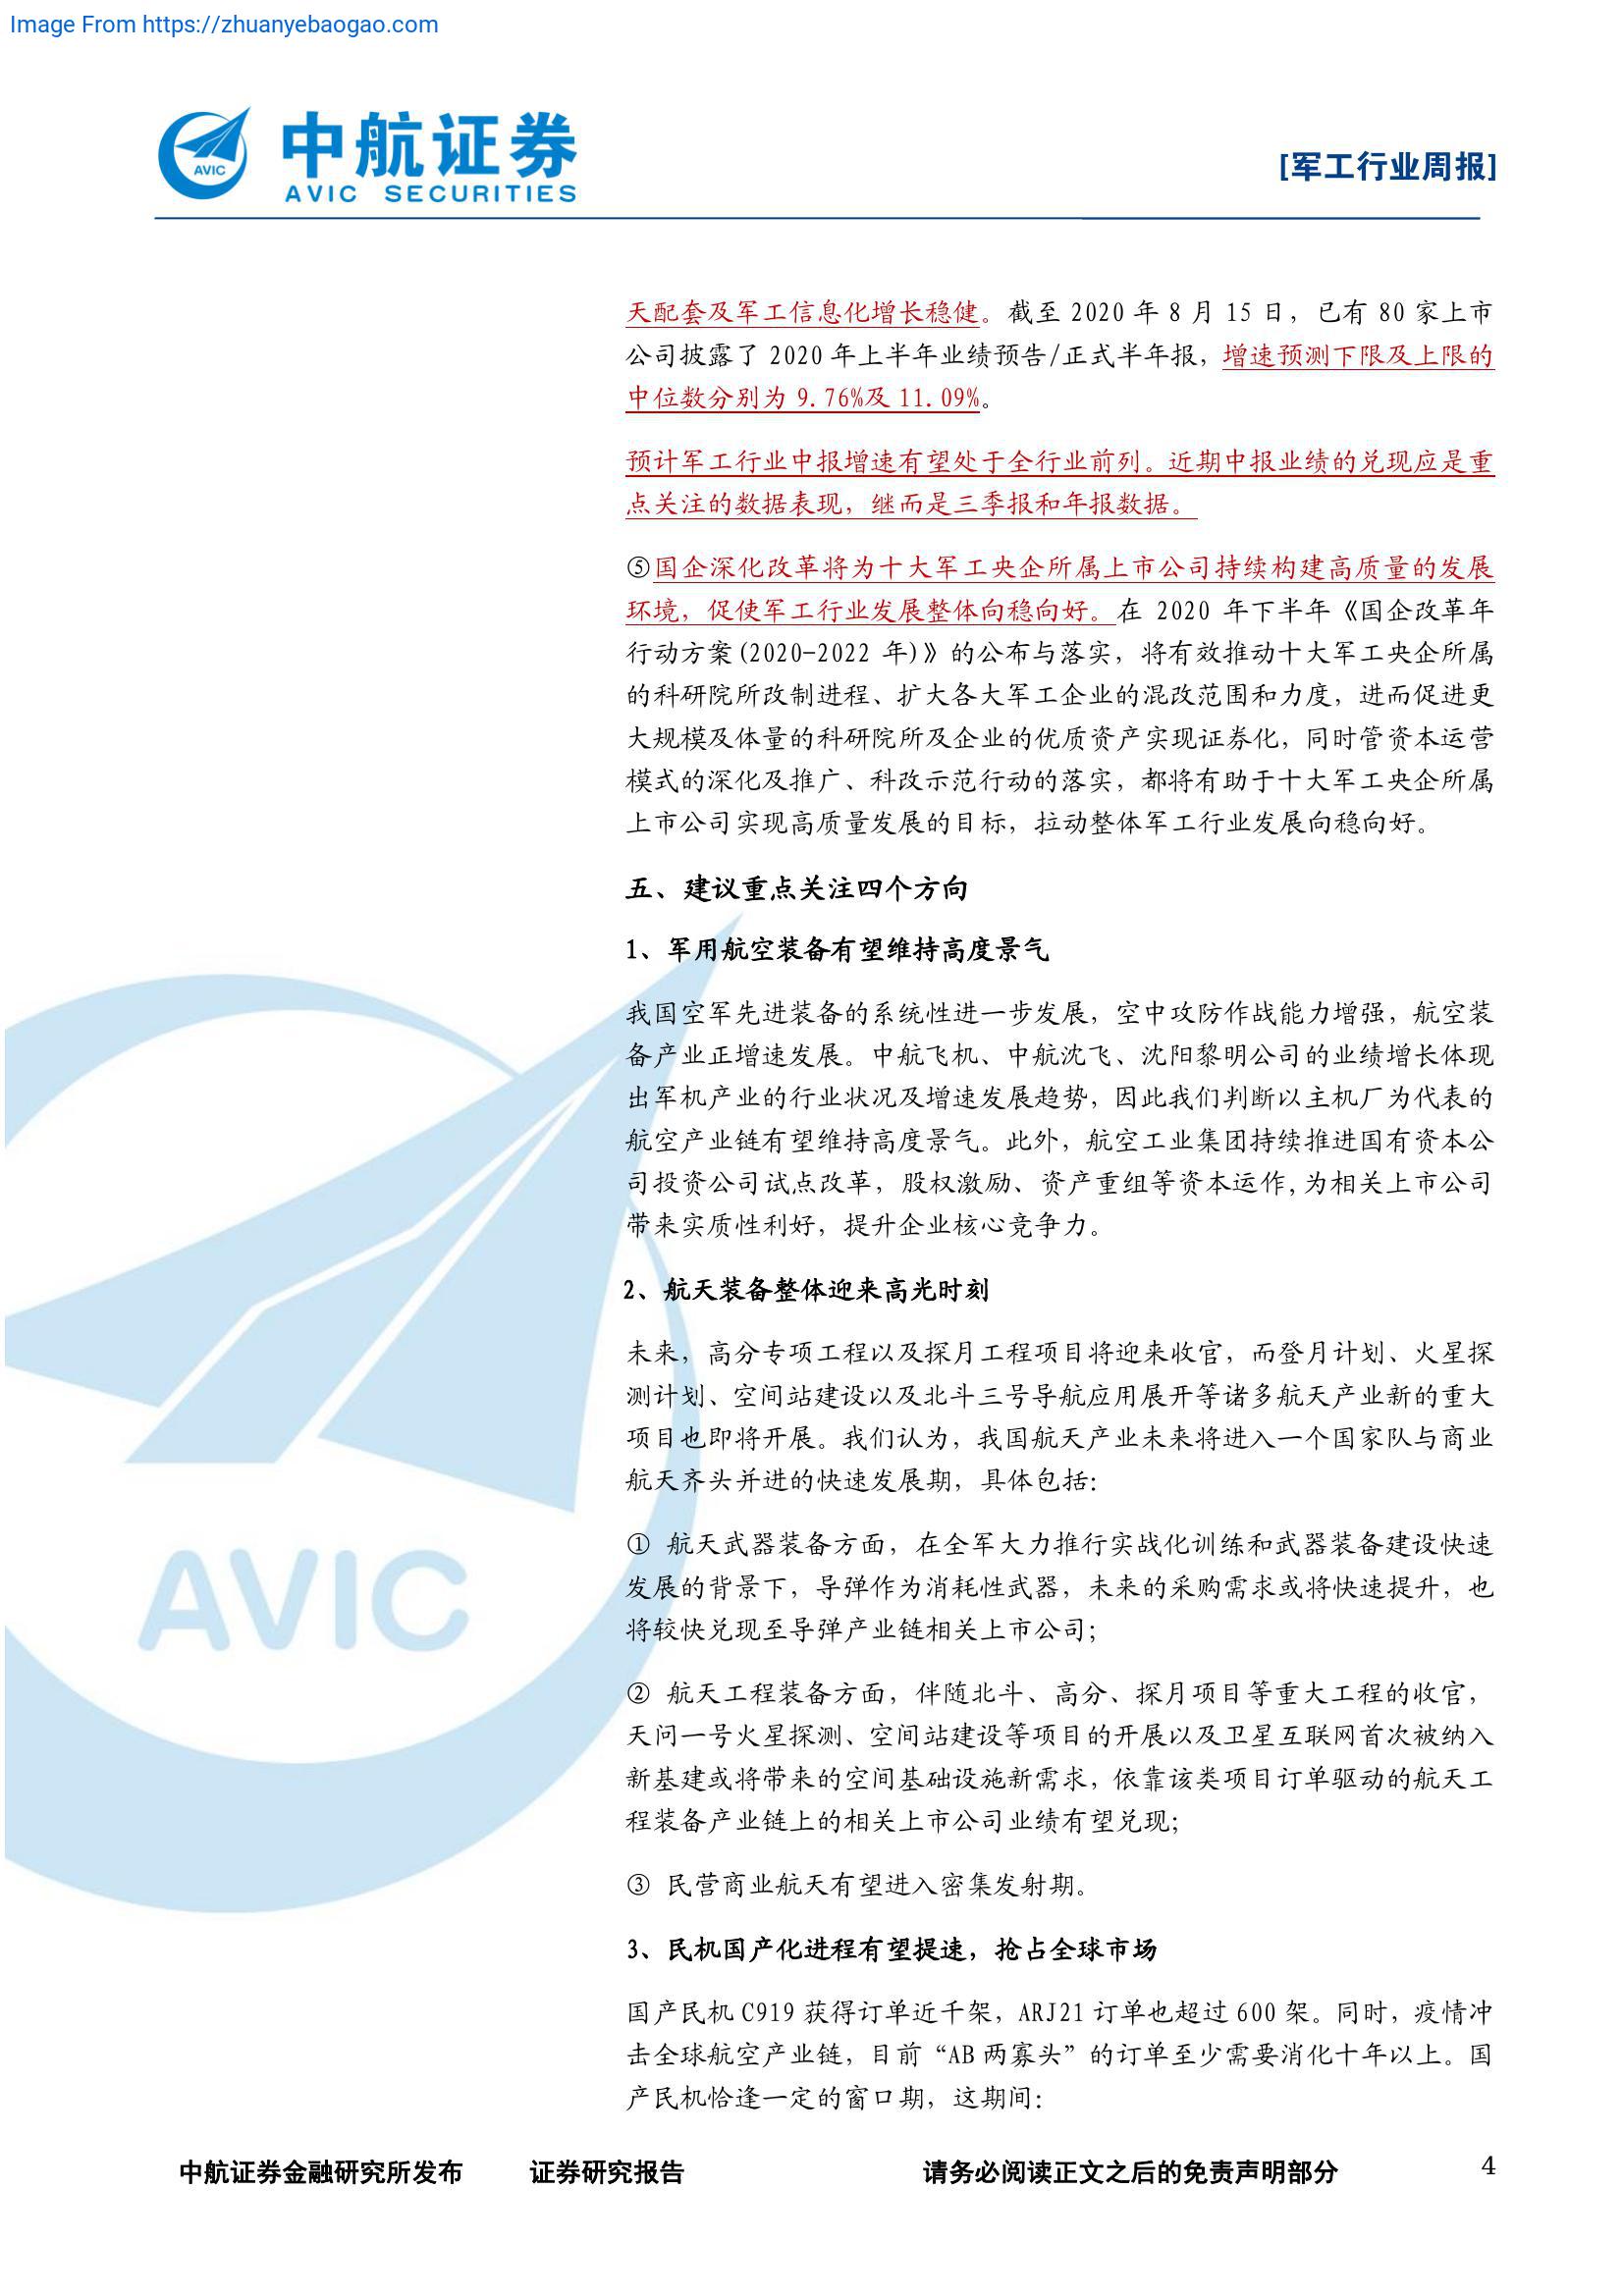 Image From https://zhuanyebaogao.com
AVIC
中航证券
AVIC SECURITIES
[军工行业周报]
天配套及军工信息化增长稳健。截至 2020 年 8 月 15 日，已有 80 家上市
公司披露了 2020 年上半年业绩预告/正式半年报，增速预测下限及上限的
中位数分别为 9.76%及 11.09%。
预计军工行业中报增速有望处于全行业前列。近期中报业绩的兑现应是重
点关注的数据表现，继而是三季报和年报数据。
⑤国企深化改革将为十大军工央企所属上市公司持续构建高质量的发展
环境，促使军工行业发展整体向稳向好。在 2020 年下半年《国企改革年
行动方案(2020-2022 年)》的公布与落实，将有效推动十大军工央企所属
的科研院所改制进程、扩大各大军工企业的混改范围和力度，进而促进更
大规模及体量的科研院所及企业的优质资产实现证券化，同时管资本运营
模式的深化及推广、科改示范行动的落实，都将有助于十大军工央企所属
上市公司实现高质量发展的目标，拉动整体军工行业发展向稳向好。
五、建议重点关注四个方向
1、军用航空装备有望维持高度景气
我国空军先进装备的系统性进一步发展，空中攻防作战能力增强，航空装
备产业正增速发展。中航飞机、中航沈飞、沈阳黎明公司的业绩增长体现
出军机产业的行业状况及增速发展趋势，因此我们判断以主机厂为代表的
航空产业链有望维持高度景气。此外，航空工业集团持续推进国有资本公
司投资公司试点改革，股权激励、资产重组等资本运作,为相关上市公司
带来实质性利好，提升企业核心竞争力。
2、航天装备整体迎来高光时刻
未来，高分专项工程以及探月工程项目将迎来收官，而登月计划、火星探
测计划、空间站建设以及北斗三号导航应用展开等诸多航天产业新的重大
项目也即将开展。我们认为，我国航天产业未来将进入一个国家队与商业
航天齐头并进的快速发展期，具体包括：
① 航天武器装备方面，在全军大力推行实战化训练和武器装备建设快速
发展的背景下，导弹作为消耗性武器，未来的采购需求或将快速提升，也
将较快兑现至导弹产业链相关上市公司；
② 航天工程装备方面，伴随北斗、高分、探月项目等重大工程的收官，
天问一号火星探测、空间站建设等项目的开展以及卫星互联网首次被纳入
新基建或将带来的空间基础设施新需求，依靠该类项目订单驱动的航天工
程装备产业链上的相关上市公司业绩有望兑现；
③ 民营商业航天有望进入密集发射期。
3、民机国产化进程有望提速，抢占全球市场
国产民机 C919 获得订单近千架，ARJ21 订单也超过 600 架。同时，疫情冲
击全球航空产业链，目前“AB 两寡头”的订单至少需要消化十年以上。国
产民机恰逢一定的窗口期，这期间：
AVIC
中航证券金融研究所发布 证券研究报告 请务必阅读正文之后的免责声明部分 4